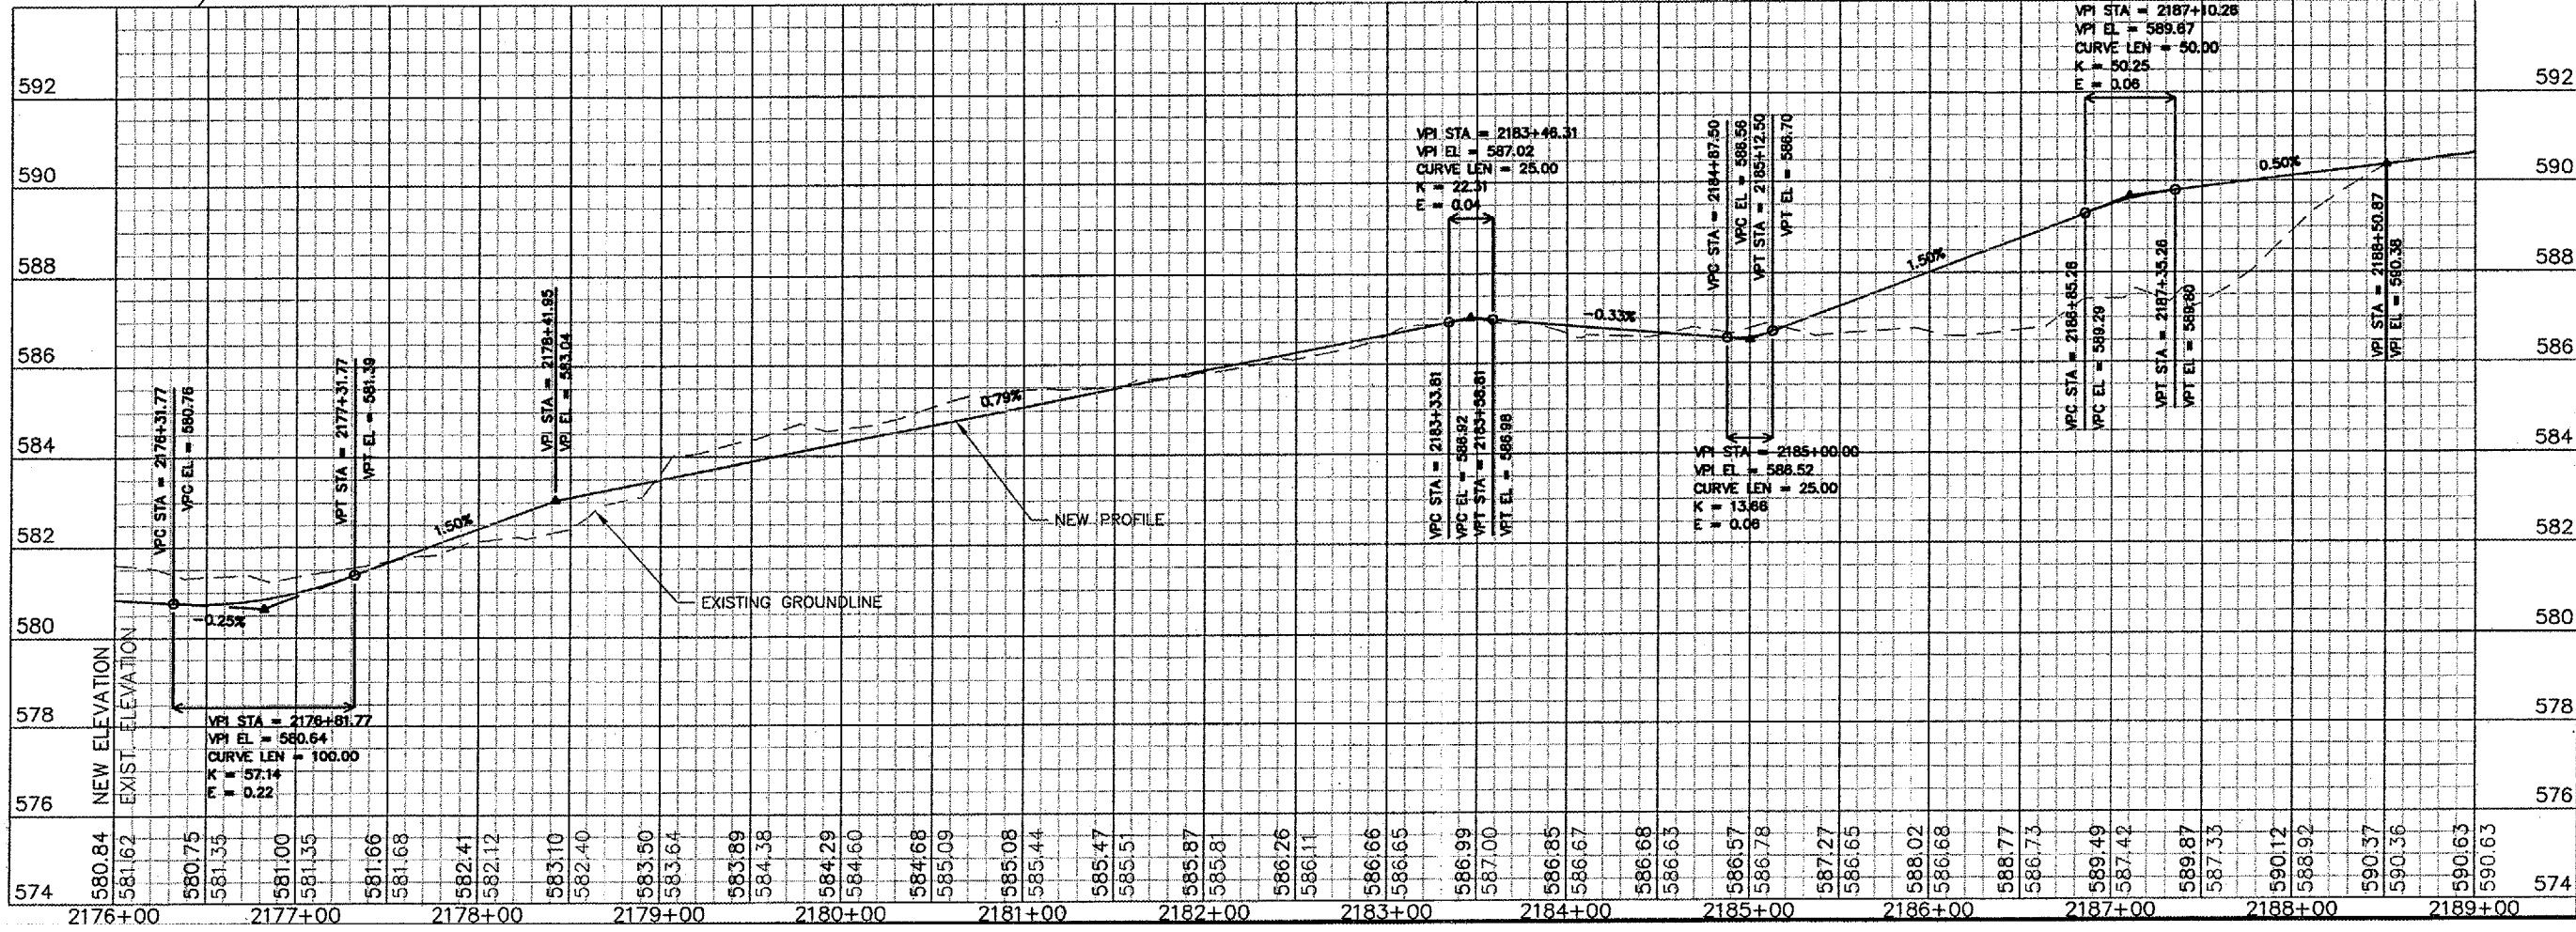 VPI STA = 2187+10.26
VPI EL = 589.67
CURVE LEN = 50.00
K = 50.25
E = 0.06
592
592
VPI STA = 2183+46.31
VPI EL = 587.02
CURVE LEN = 25.00
K = 22.31
E = 0.04
VPC STA = 2184+87.50
VPC EL = 586.56
VPT STA = 2185+12.50
VPT EL = 586.70
590
0.50%
590
VPI STA = 2188+50.87
VPI EL = 590.38
588
1.50%
588
VPC STA = 2186+85.26
VPC EL = 589.29
VPT STA = 2187+35.26
VPT EL = 589.80
VPI STA = 2178+41.95
VPI EL = 583.04
-0.33%
586
586
VPC STA = 2176+31.77
VPC EL = 580.76
VPT STA = 2177+31.77
VPT EL = 581.39
0.79%
VPC STA = 2183+33.81
VPC EL = 586.92
VPT STA = 2183+58.81
VPT EL = 586.98
584
584
VPI STA = 2185+00.00
VPI EL = 586.52
CURVE LEN = 25.00
K = 13.66
E = 0.06
1.50%
NEW PROFILE
582
582
EXISTING GROUNDLINE
-0.25%
580
580
NEW ELEVATION
EXIST. ELEVATION
578
578
VPI STA = 2176+81.77
VPI EL = 580.64
CURVE LEN = 100.00
K = 57.14
E = 0.22
576
576
580.84
581.62
580.75
581.35
581.00
581.35
581.66
581.68
582.41
582.12
583.10
582.40
583.50
583.64
583.89
584.38
584.29
584.60
584.68
585.09
585.08
585.44
585.47
585.51
585.87
585.81
586.26
586.11
586.66
586.65
586.99
587.00
586.85
586.67
586.68
586.63
586.57
586.78
587.27
586.65
588.02
586.68
588.77
586.73
589.49
587.42
589.87
587.33
590.12
588.92
590.37
590.36
590.63
590.63
574
574
2176+00
2177+00
2178+00
2179+00
2180+00
2181+00
2182+00
2183+00
2184+00
2185+00
2186+00
2187+00
2188+00
2189+00